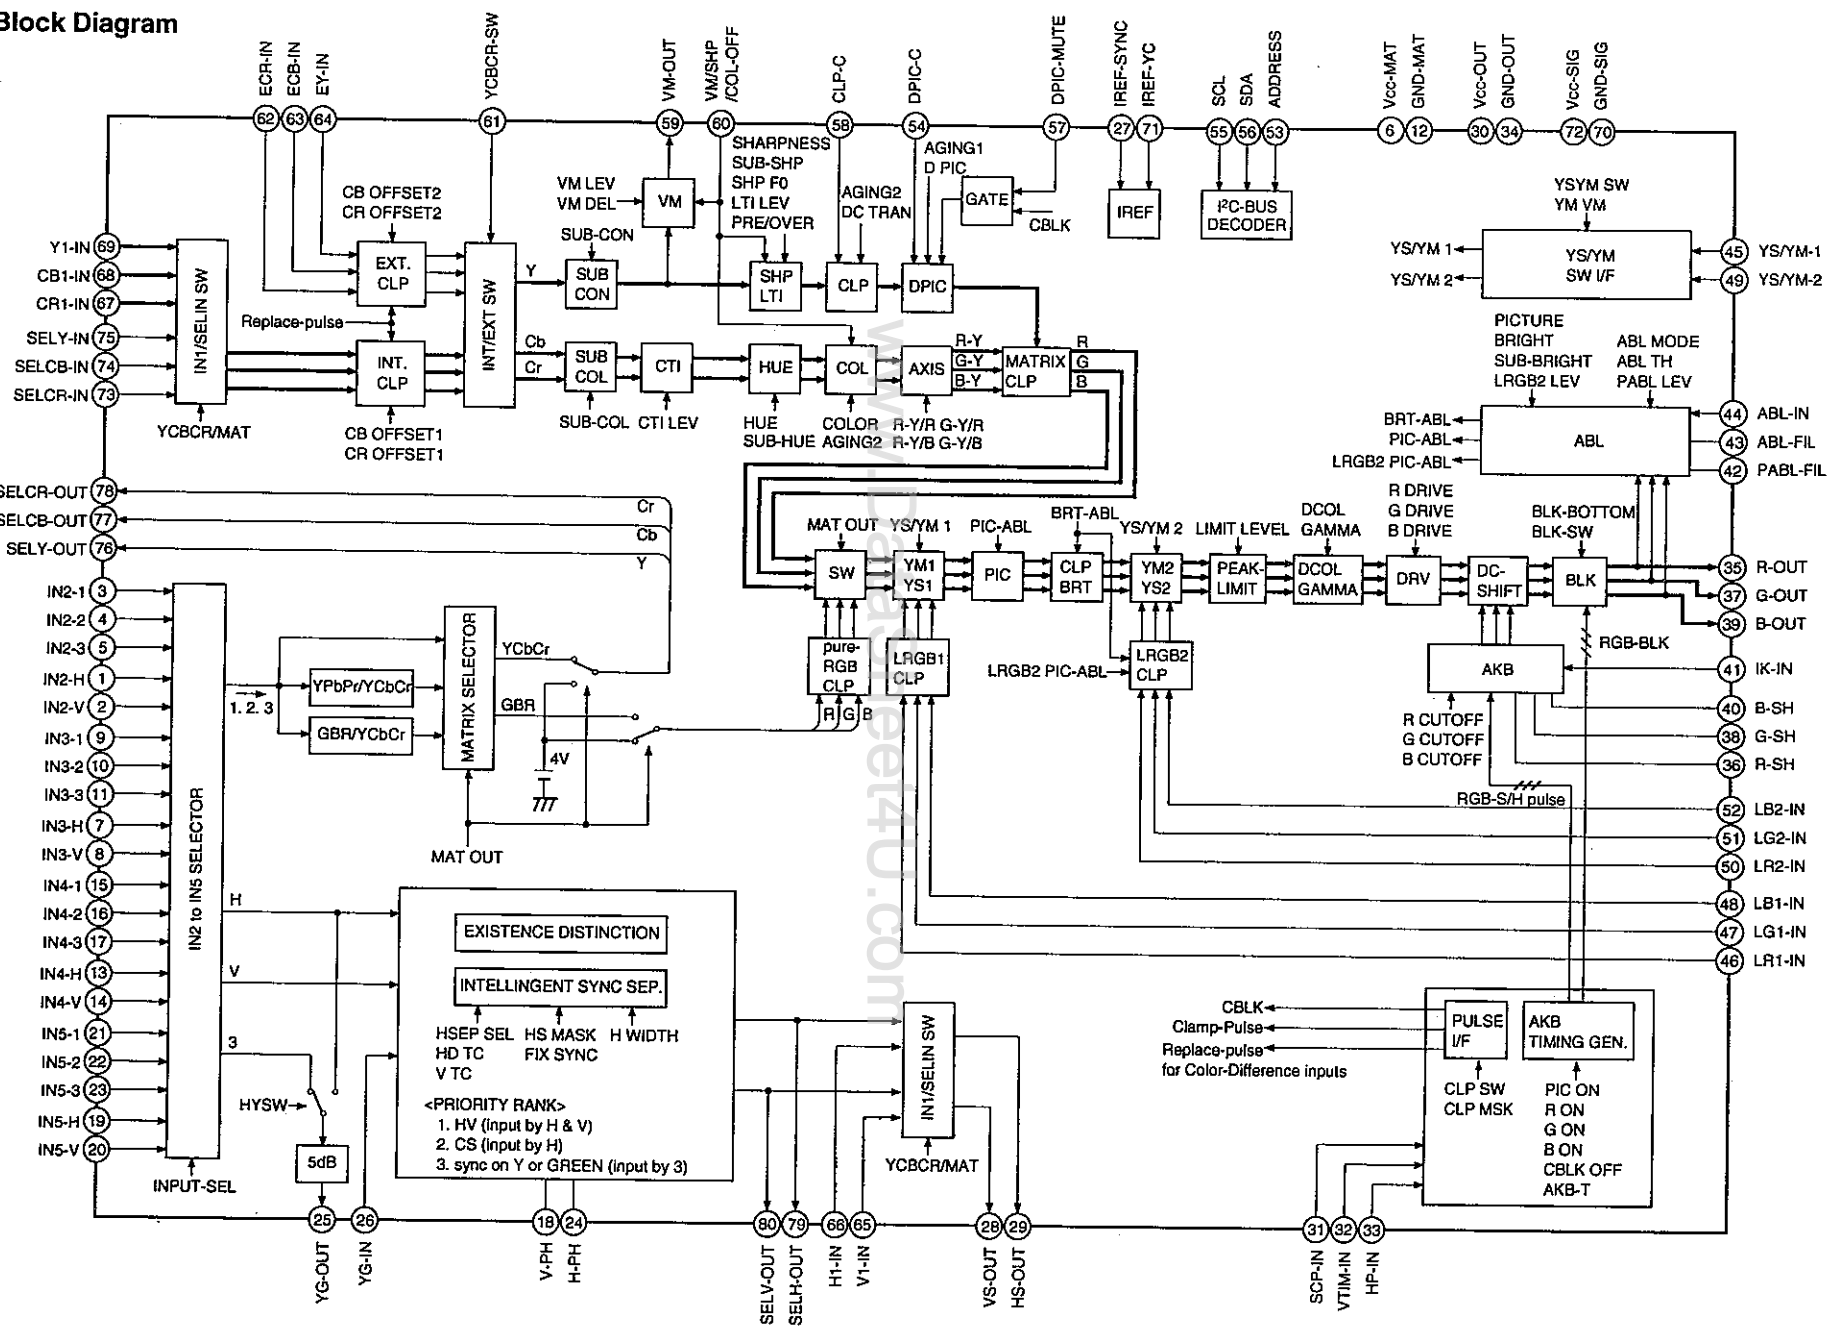 Block Diagram
ECR-IN
ECB-IN
EY-IN
YCBCR-SW
VM-OUT
VM/SHP
/COL-OFF
CLP-C
DPIC-C
DPIC-MUTE
IREF-SYNC
IREF-YC
SCL
SDA
ADDRESS
Vcc-MAT
GND-MAT
Vcc-OUT
GND-OUT
Vcc-SIG
GND-SIG
62 63 64 61 59 60 58 54 57 27 71 55 56 53 6 12 30 34 72 70
SHARPNESS
SUB-SHP
SHP F0
LTI LEV
PRE/OVER
VM LEV
VM DEL
VM
AGING2
DC TRAN
AGING1
D PIC
GATE
CBLK
IREF
I²C-BUS
DECODER
YSYM SW
YM VM
YS/YM 1
YS/YM 2
YS/YM
SW I/F
45 YS/YM-1
49 YS/YM-2
CB OFFSET2
CR OFFSET2
Y1-IN 69
CB1-IN 68
CR1-IN 67
SELY-IN 75
SELCB-IN 74
SELCR-IN 73
IN1/SELIN SW
YCBCR/MAT
EXT.
CLP
Replace-pulse
INT.
CLP
CB OFFSET1
CR OFFSET1
INT/EXT SW
Y
Cb
Cr
SUB-CON
SUB
CON
SHP
LTI
CLP
DPIC
SUB
COL
CTI
HUE
COL
AXIS
R-Y
G-Y
B-Y
MATRIX
CLP
R
G
B
SUB-COL
CTI LEV
HUE
SUB-HUE
COLOR
AGING2
R-Y/R G-Y/R
R-Y/B G-Y/B
PICTURE
BRIGHT
SUB-BRIGHT
LRGB2 LEV
ABL MODE
ABL TH
PABL LEV
BRT-ABL
PIC-ABL
LRGB2 PIC-ABL
ABL
44 ABL-IN
43 ABL-FIL
42 PABL-FIL
SELCR-OUT 78
SELCB-OUT 77
SELY-OUT 76
Cr
Cb
Y
MAT OUT
YS/YM 1
PIC-ABL
BRT-ABL
YS/YM 2
LIMIT LEVEL
DCOL
GAMMA
R DRIVE
G DRIVE
B DRIVE
BLK-BOTTOM
BLK-SW
SW
YM1
YS1
PIC
CLP
BRT
YM2
YS2
PEAK-
LIMIT
DCOL
GAMMA
DRV
DC-
SHIFT
BLK
35 R-OUT
37 G-OUT
39 B-OUT
pure-
RGB
CLP
R G B
LRGB1
CLP
LRGB2 PIC-ABL
LRGB2
CLP
AKB
RGB-BLK
R CUTOFF
G CUTOFF
B CUTOFF
RGB-S/H pulse
41 IK-IN
40 B-SH
38 G-SH
36 R-SH
52 LB2-IN
51 LG2-IN
50 LR2-IN
48 LB1-IN
47 LG1-IN
46 LR1-IN
IN2-1 3
IN2-2 4
IN2-3 5
IN2-H 1
IN2-V 2
IN3-1 9
IN3-2 10
IN3-3 11
IN3-H 7
IN3-V 8
IN4-1 15
IN4-2 16
IN4-3 17
IN4-H 13
IN4-V 14
IN5-1 21
IN5-2 22
IN5-3 23
IN5-H 19
IN5-V 20
IN2 to IN5 SELECTOR
INPUT-SEL
1. 2. 3
YPbPr/YCbCr
GBR/YCbCr
MATRIX SELECTOR
YCbCr
GBR
4V
MAT OUT
H
V
3
HYSW
5dB
EXISTENCE DISTINCTION
INTELLINGENT SYNC SEP.
HSEP SEL
HD TC
V TC
HS MASK
FIX SYNC
H WIDTH
<PRIORITY RANK>
1. HV (input by H & V)
2. CS (input by H)
3. sync on Y or GREEN (input by 3)
IN1/SELIN SW
YCBCR/MAT
CBLK
Clamp-Pulse
Replace-pulse
for Color-Difference inputs
PULSE
I/F
AKB
TIMING GEN.
CLP SW
CLP MSK
PIC ON
R ON
G ON
B ON
CBLK OFF
AKB-T
25 26 18 24 80 79 66 65 28 29 31 32 33
YG-OUT
YG-IN
V-PH
H-PH
SELV-OUT
SELH-OUT
H1-IN
V1-IN
VS-OUT
HS-OUT
SCP-IN
VTIM-IN
HP-IN
www.DataSheet4U.com